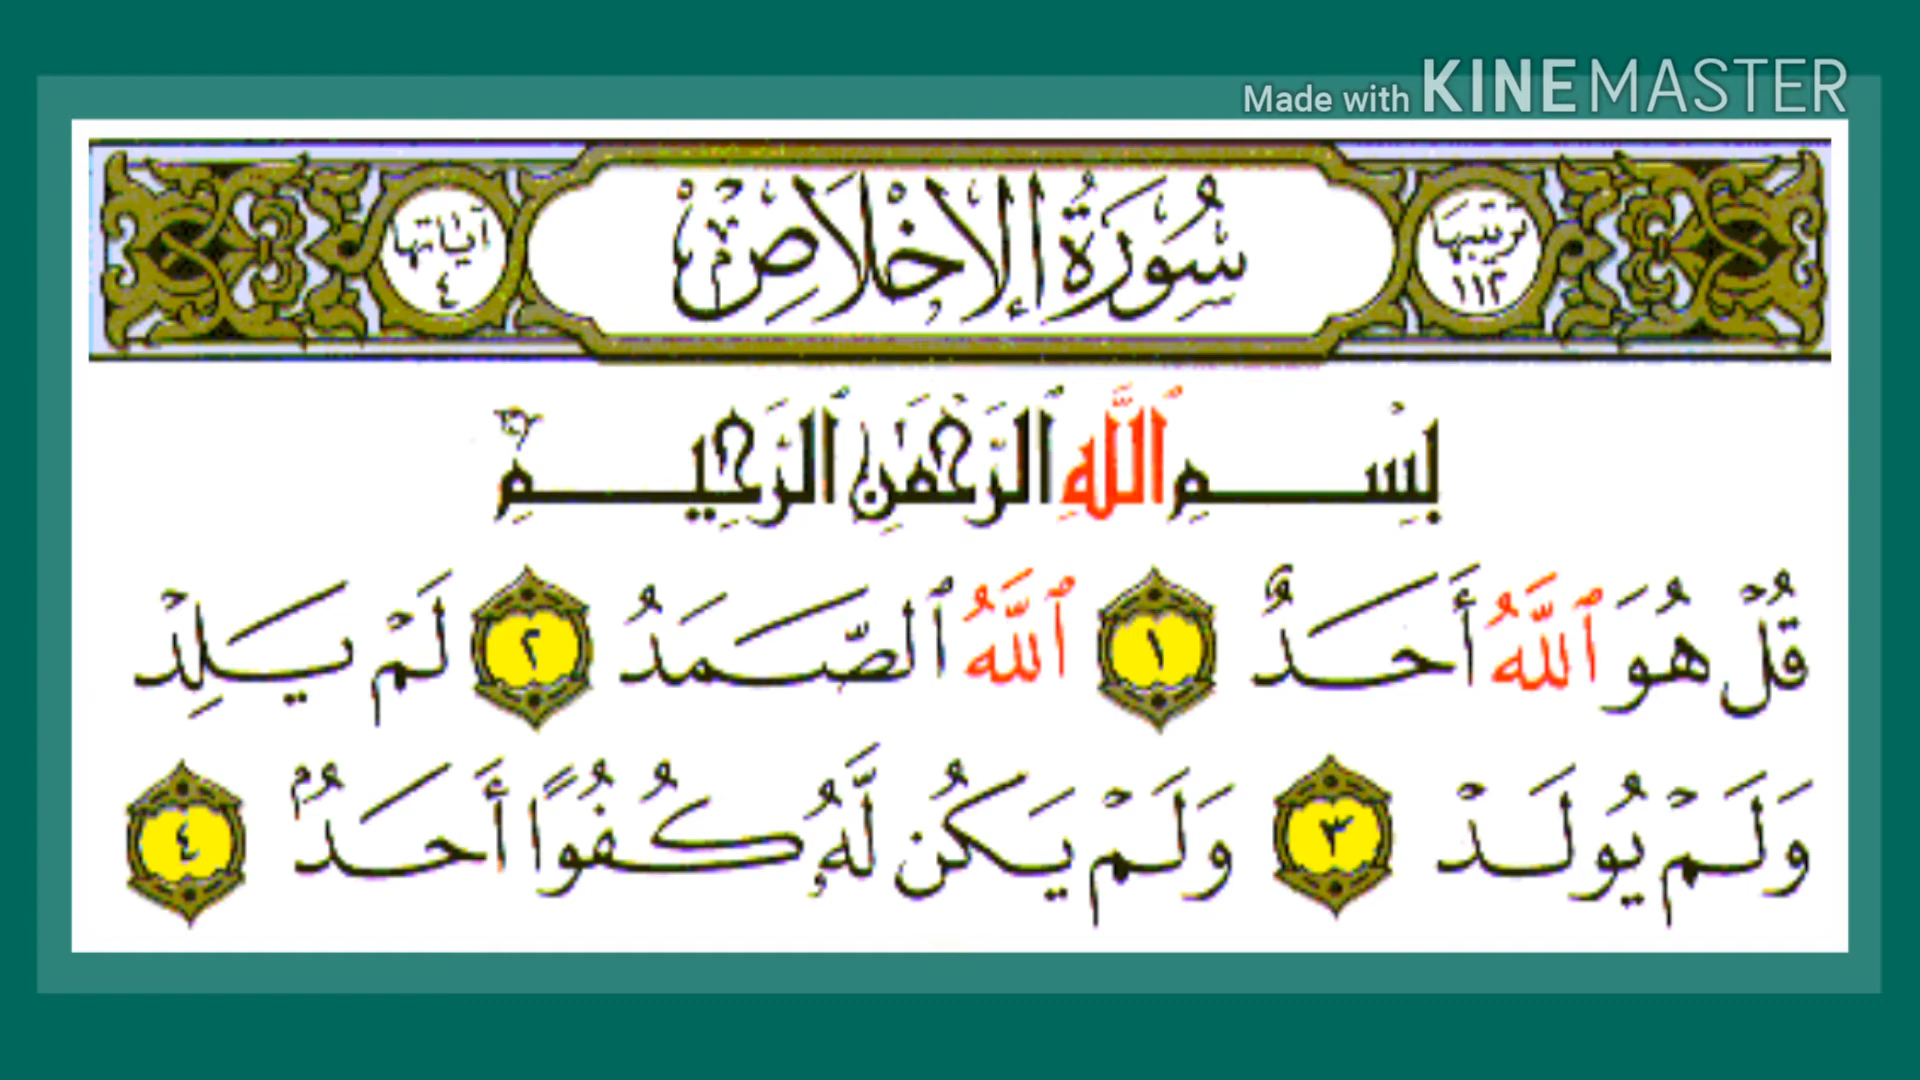 Made with KINEMASTER
ترتيبها ١١٢ سُورَةُ الإِخْلَاصِ آياتها ٤
بِسْمِ ٱللَّهِ ٱلرَّحْمَٰنِ ٱلرَّحِيمِ
قُلْ هُوَ ٱللَّهُ أَحَدٌ ١ ٱللَّهُ ٱلصَّمَدُ ٢ لَمْ يَلِدْ
وَلَمْ يُولَدْ ٣ وَلَمْ يَكُن لَّهُۥ كُفُوًا أَحَدٌۢ ٤